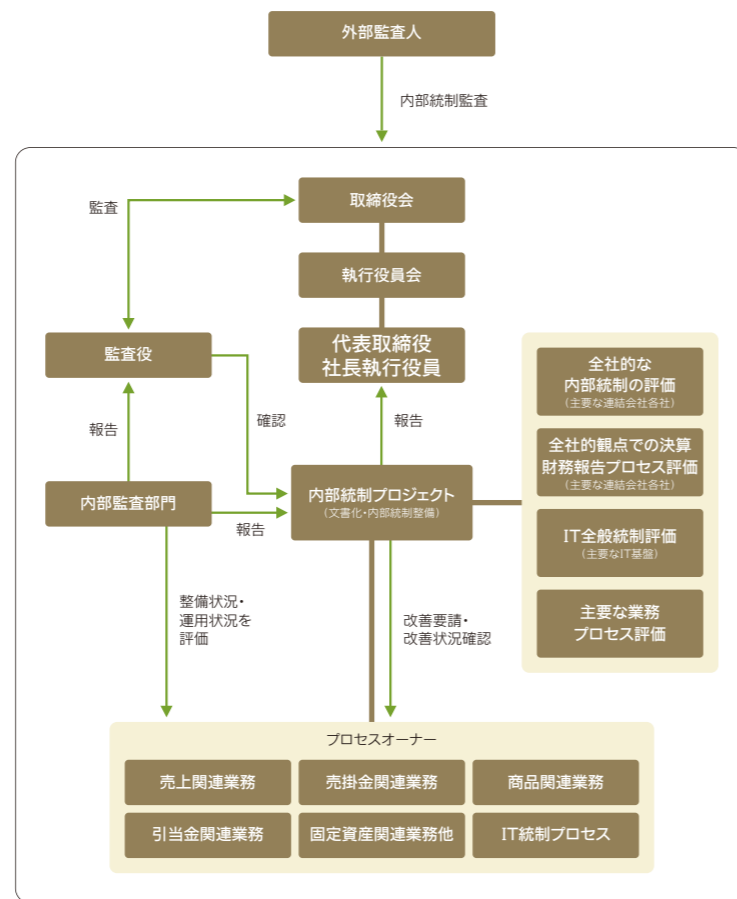 外部監査人
内部統制監査
取締役会
監査
執行役員会
代表取締役
社長執行役員
監査役
報告
確認
報告
内部監査部門
報告
内部統制プロジェクト
(文書化・内部統制整備)
全社的な
内部統制の評価
(主要な連結会社各社)
全社的観点での決算
財務報告プロセス評価
(主要な連結会社各社)
IT全般統制評価
(主要なIT基盤)
主要な業務
プロセス評価
整備状況・
運用状況を
評価
改善要請・
改善状況確認
プロセスオーナー
売上関連業務
売掛金関連業務
商品関連業務
引当金関連業務
固定資産関連業務他
IT統制プロセス